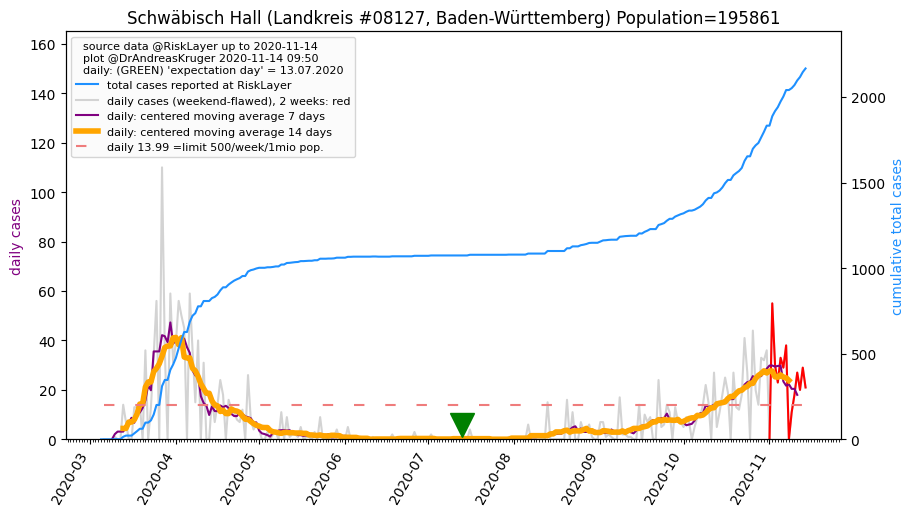 Schwäbisch Hall (Landkreis #08127, Baden-Württemberg) Population=195861
source data @RiskLayer up to 2020-11-14
plot @DrAndreasKruger 2020-11-14 09:50
daily: (GREEN) 'expectation day' = 13.07.2020
total cases reported at RiskLayer
daily cases (weekend-flawed), 2 weeks: red
daily: centered moving average 7 days
daily: centered moving average 14 days
daily 13.99 =limit 500/week/1mio pop.
daily cases
160
140
120
100
80
60
40
20
0
cumulative total cases
2000
1500
1000
500
0
2020-03
2020-04
2020-05
2020-06
2020-07
2020-08
2020-09
2020-10
2020-11